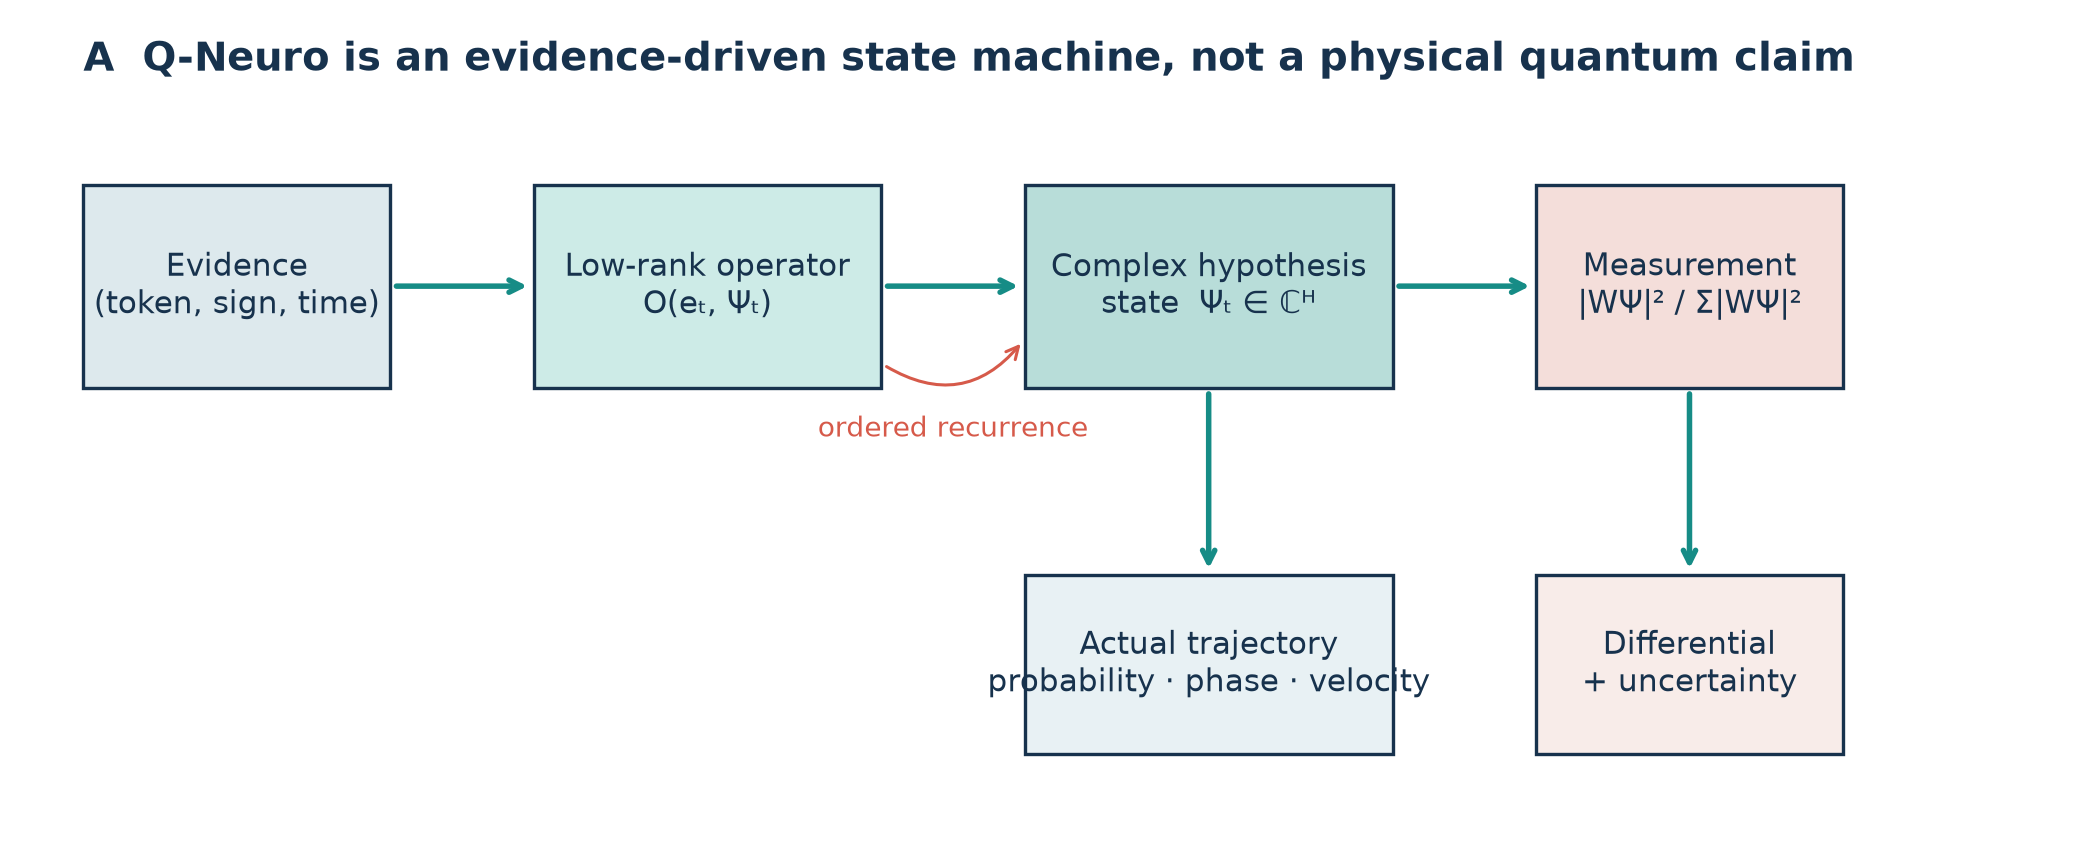 A  Q-Neuro is an evidence-driven state machine, not a physical quantum claim
Evidence
(token, sign, time)
Low-rank operator
O(eₜ, Ψₜ)
Complex hypothesis
state  Ψₜ ∈ ℂᴴ
Measurement
|WΨ|² / Σ|WΨ|²
ordered recurrence
Actual trajectory
probability · phase · velocity
Differential
+ uncertainty